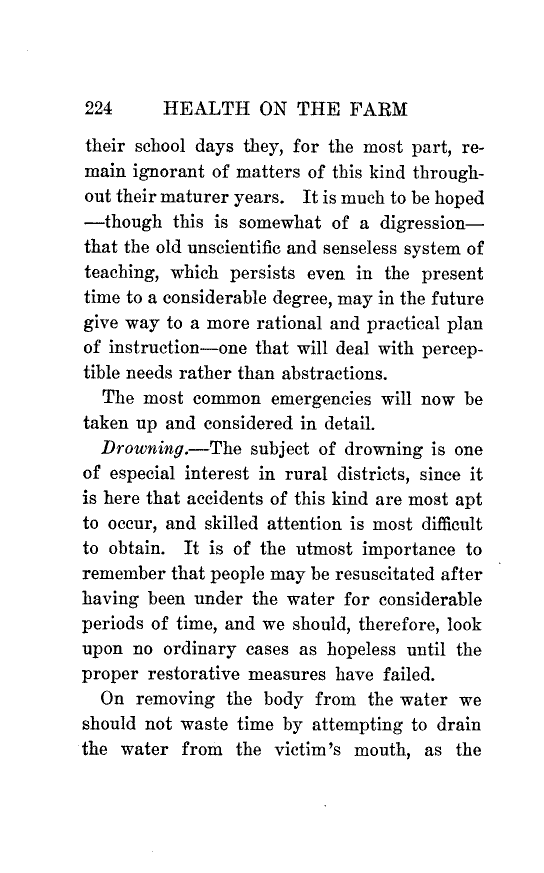 224 HEALTH ON THE FARM
their school days they, for the most part, re-
main ignorant of matters of this kind through-
out their maturer years. It is much to be hoped
—though this is somewhat of a digression—
that the old unscientific and senseless system of
teaching, which persists even in the present
time to a considerable degree, may in the future
give way to a more rational and practical plan
of instruction—one that will deal with percep-
tible needs rather than abstractions.
The most common emergencies will now be
taken up and considered in detail.
Drowning.—The subject of drowning is one
of especial interest in rural districts, since it
is here that accidents of this kind are most apt
to occur, and skilled attention is most difficult
to obtain. It is of the utmost importance to
remember that people may be resuscitated after
having been under the water for considerable
periods of time, and we should, therefore, look
upon no ordinary cases as hopeless until the
proper restorative measures have failed.
On removing the body from the water we
should not waste time by attempting to drain
the water from the victim's mouth, as the